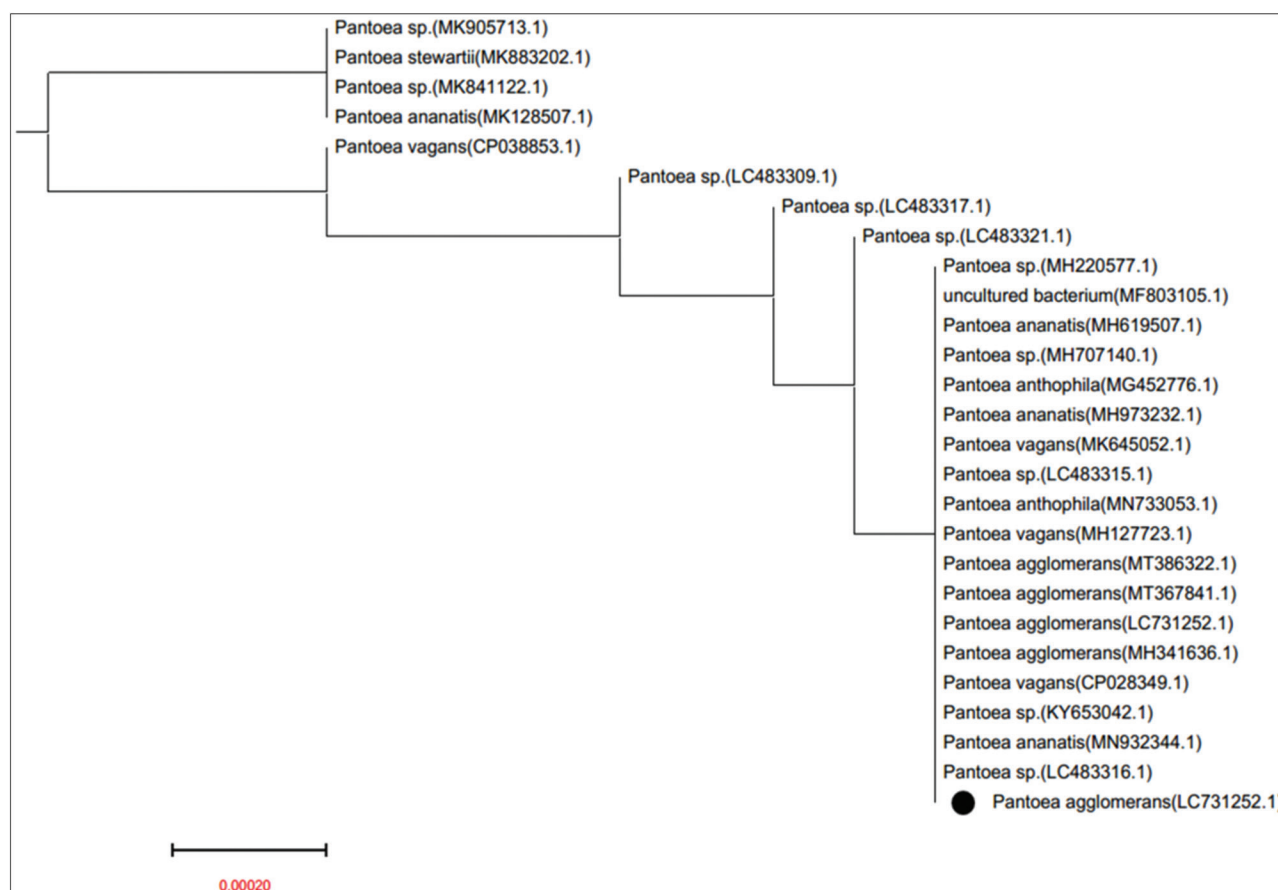 Pantoea sp.(MK905713.1)
Pantoea stewartii(MK883202.1)
Pantoea sp.(MK841122.1)
Pantoea ananatis(MK128507.1)
Pantoea vagans(CP038853.1)
Pantoea sp.(LC483309.1)
Pantoea sp.(LC483317.1)
Pantoea sp.(LC483321.1)
Pantoea sp.(MH220577.1)
uncultured bacterium(MF803105.1)
Pantoea ananatis(MH619507.1)
Pantoea sp.(MH707140.1)
Pantoea anthophila(MG452776.1)
Pantoea ananatis(MH973232.1)
Pantoea vagans(MK645052.1)
Pantoea sp.(LC483315.1)
Pantoea anthophila(MN733053.1)
Pantoea vagans(MH127723.1)
Pantoea agglomerans(MT386322.1)
Pantoea agglomerans(MT367841.1)
Pantoea agglomerans(LC731252.1)
Pantoea agglomerans(MH341636.1)
Pantoea vagans(CP028349.1)
Pantoea sp.(KY653042.1)
Pantoea ananatis(MN932344.1)
Pantoea sp.(LC483316.1)
Pantoea agglomerans(LC731252.1)
0.00020